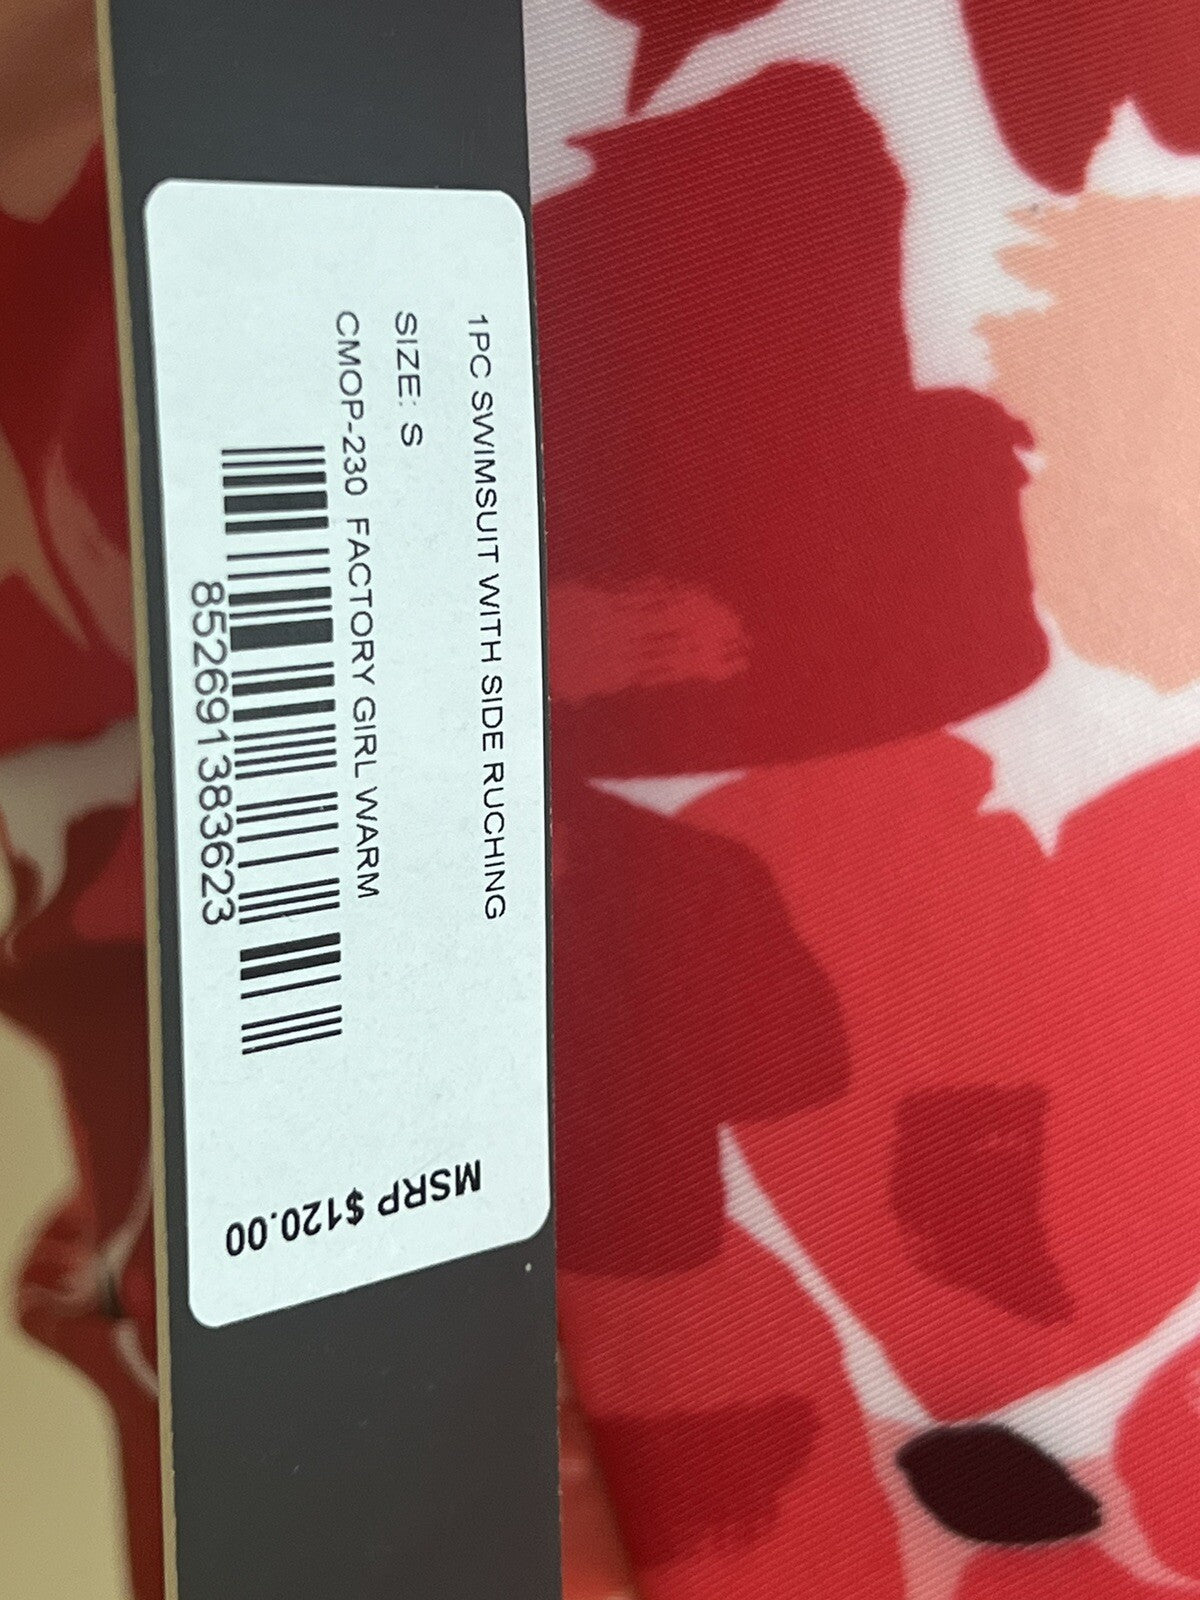 1PC SWIMSUIT WITH SIDE RUCHING
SIZE: S
CMOP-230 FACTORY GIRL WARM
852691383623
MSRP $120.00